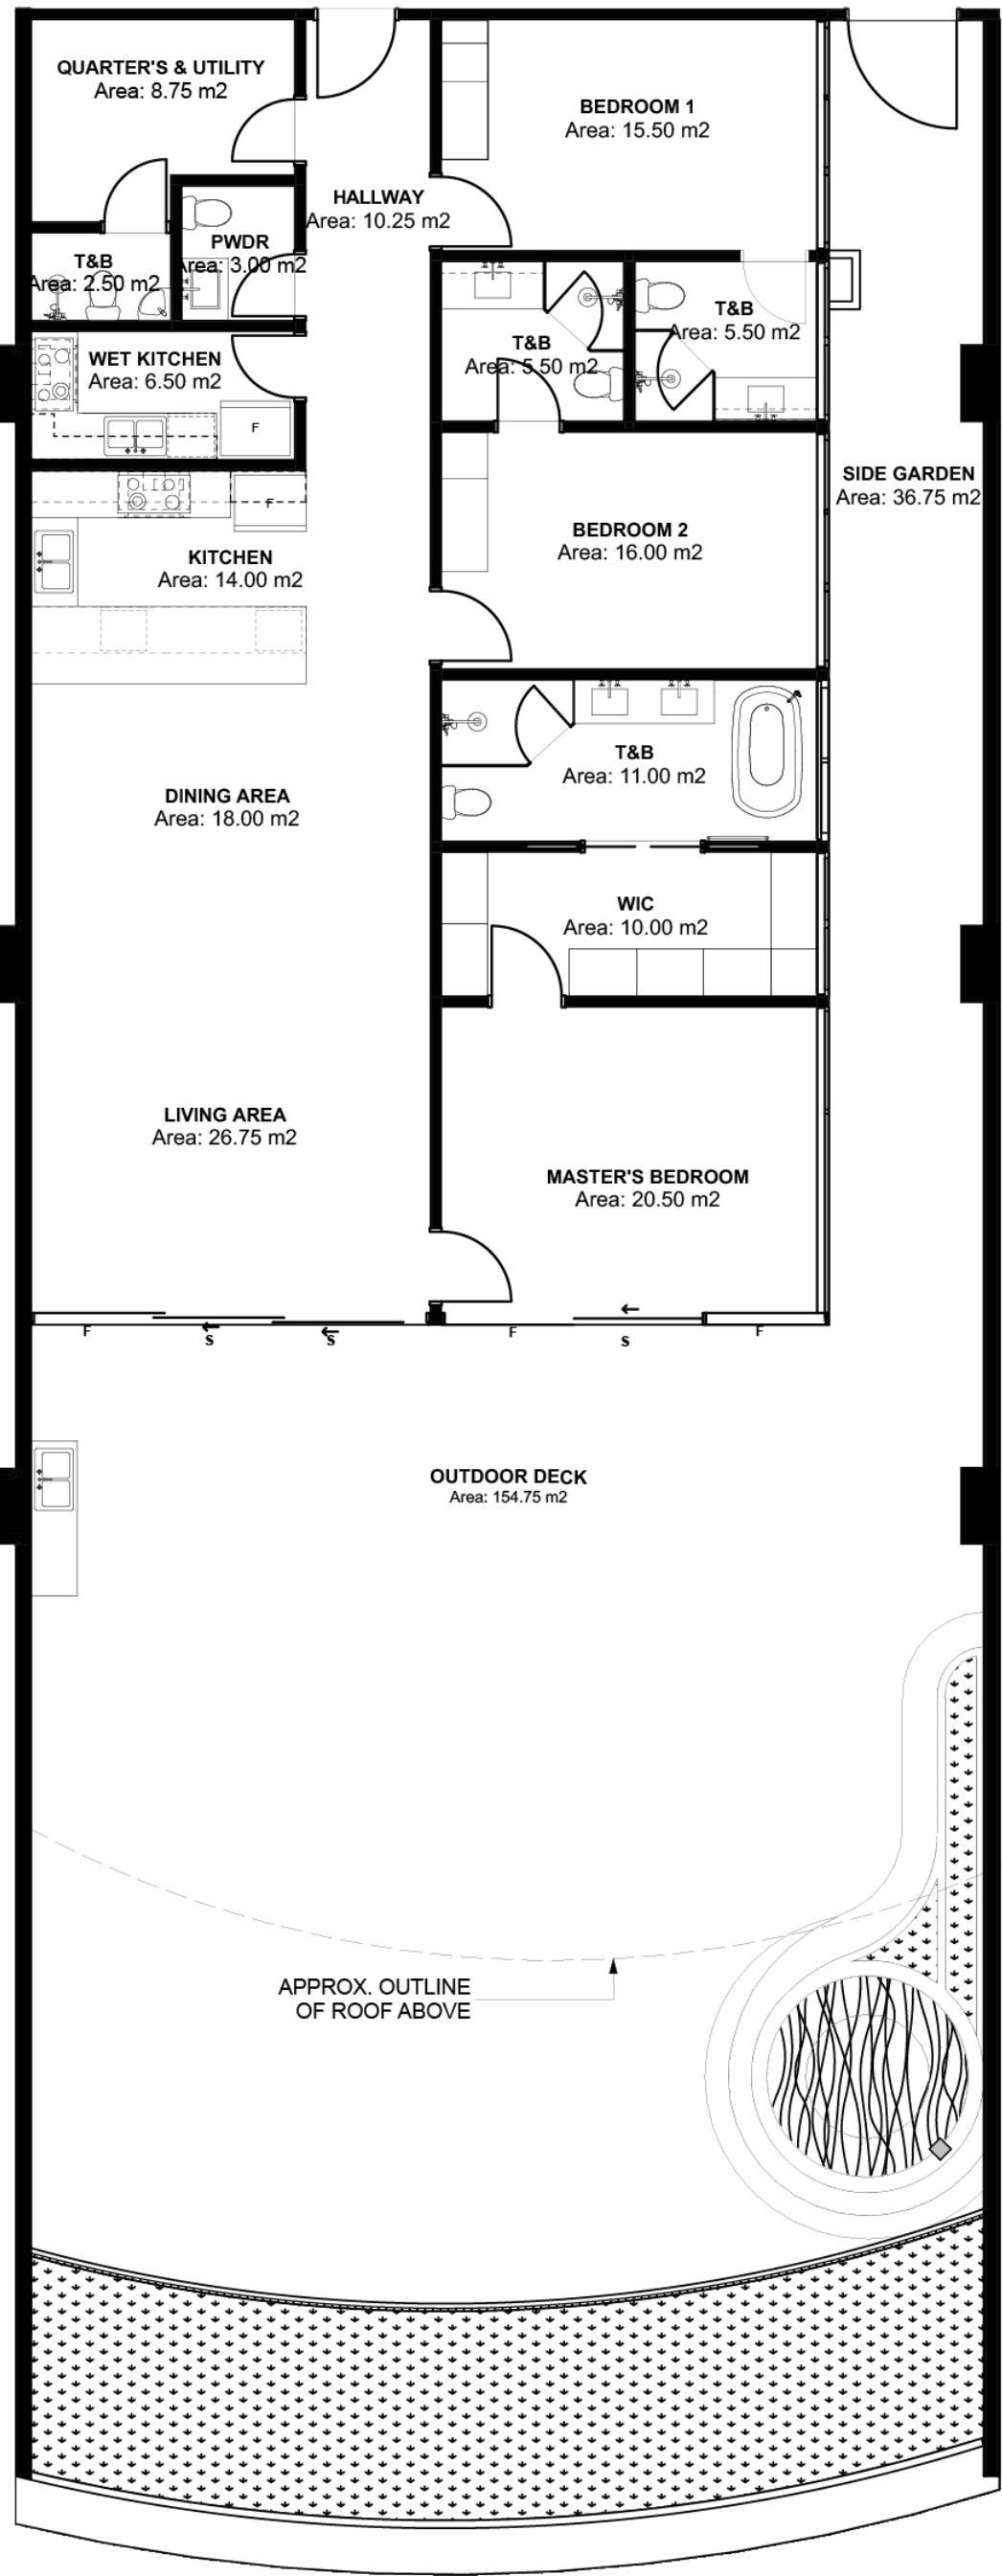 QUARTER'S & UTILITY
Area: 8.75 m2
BEDROOM 1
Area: 15.50 m2
HALLWAY
Area: 10.25 m2
PWDR
Area: 3.00 m2
T&B
Area: 2.50 m2
T&B
Area: 5.50 m2
T&B
Area: 5.50 m2
WET KITCHEN
Area: 6.50 m2
F
SIDE GARDEN
Area: 36.75 m2
F
KITCHEN
Area: 14.00 m2
BEDROOM 2
Area: 16.00 m2
T&B
Area: 11.00 m2
DINING AREA
Area: 18.00 m2
WIC
Area: 10.00 m2
LIVING AREA
Area: 26.75 m2
MASTER'S BEDROOM
Area: 20.50 m2
F
S
S
F
S
F
OUTDOOR DECK
Area: 154.75 m2
APPROX. OUTLINE
OF ROOF ABOVE